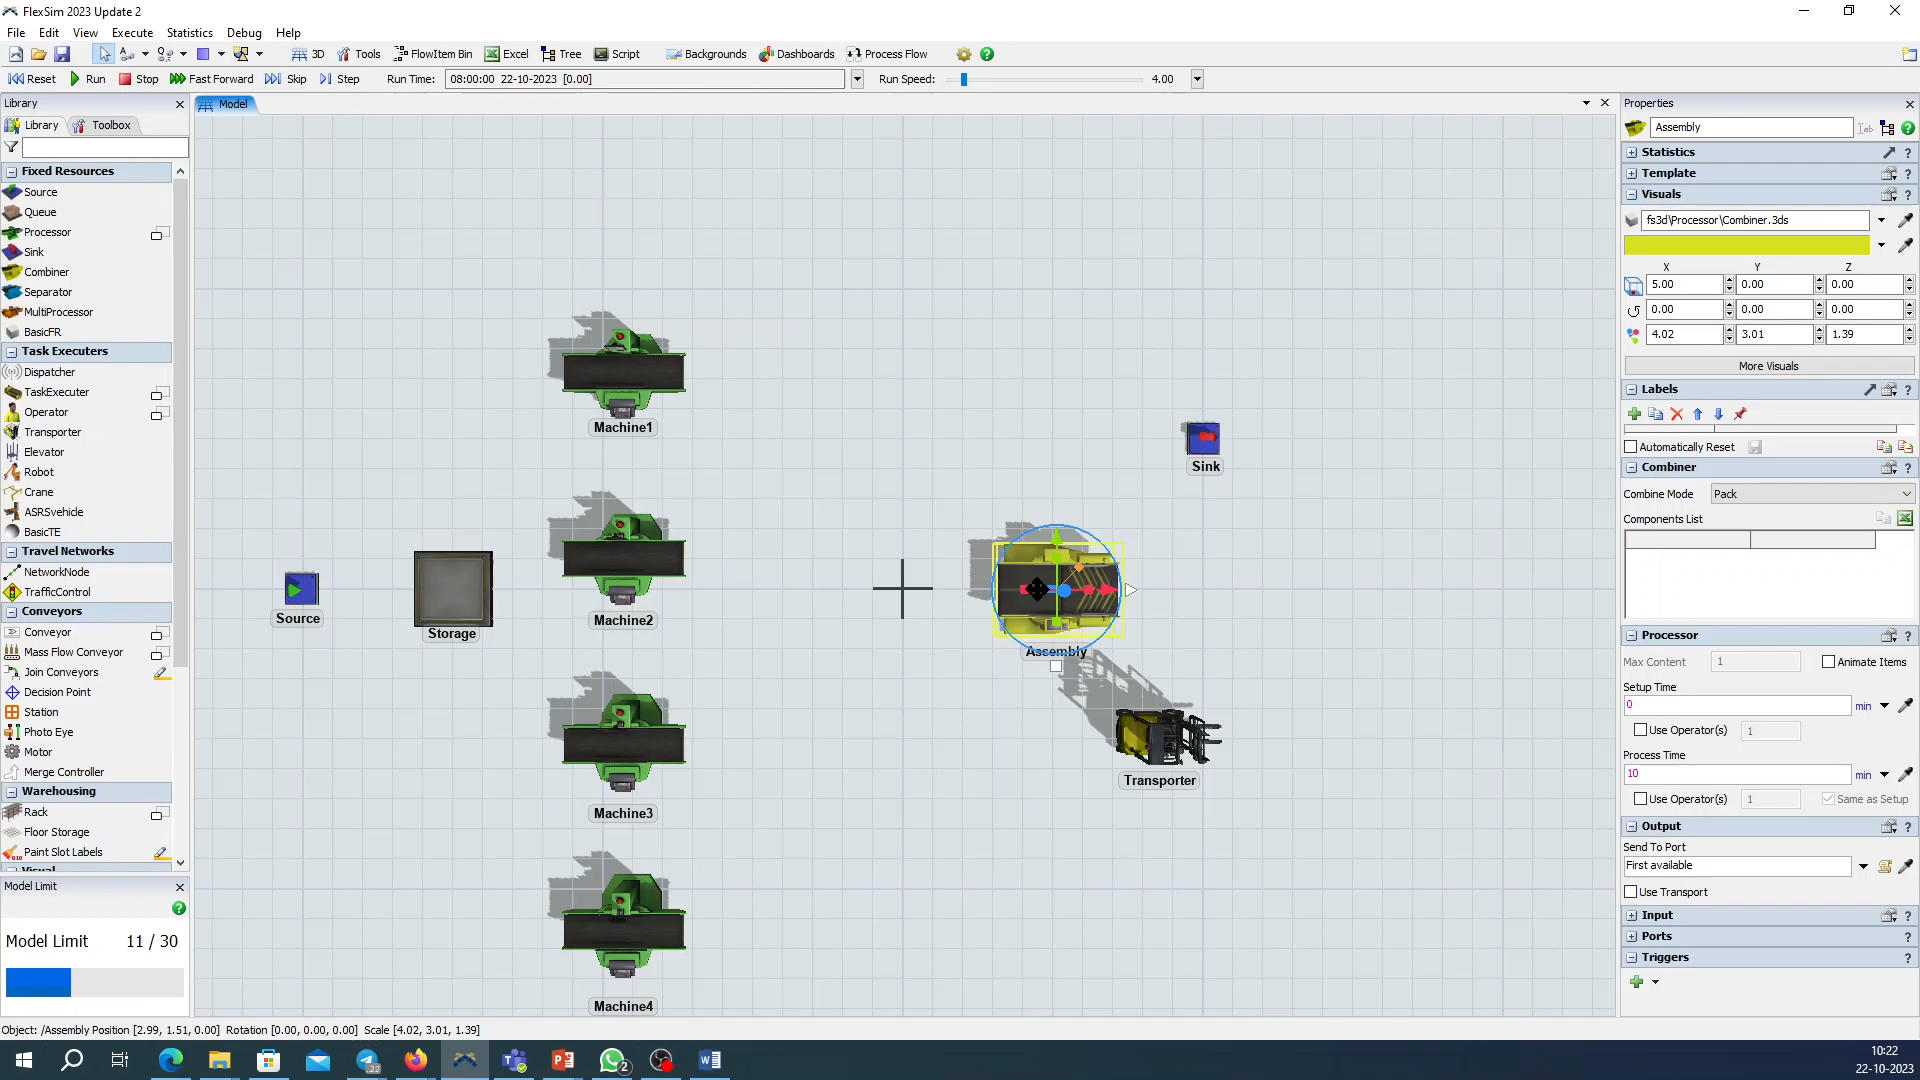 FlexSim 2023 Update 2
File Edit View Execute Statistics Debug Help
3D Tools FlowItem Bin Excel Tree Script Backgrounds Dashboards Process Flow
Reset Run Stop Fast Forward Skip Step Run Time: 08:00:00 22-10-2023 [0.00] Run Speed: 4.00
Library
Library Toolbox
Fixed Resources
Source
Queue
Processor
Sink
Combiner
Separator
MultiProcessor
BasicFR
Task Executers
Dispatcher
TaskExecuter
Operator
Transporter
Elevator
Robot
Crane
ASRSvehicle
BasicTE
Travel Networks
NetworkNode
TrafficControl
Conveyors
Conveyor
Mass Flow Conveyor
Join Conveyors
Decision Point
Station
Photo Eye
Motor
Merge Controller
Warehousing
Rack
Floor Storage
Paint Slot Labels
Visual
Model Limit
Model Limit 11 / 30
Model
Machine1
Sink
Source
Storage
Machine2
Assembly
Transporter
Machine3
Machine4
Properties
Assembly
Statistics
Template
Visuals
fs3d\Processor\Combiner.3ds
X Y Z
5.00 0.00 0.00
0.00 0.00 0.00
4.02 3.01 1.39
More Visuals
Labels
Automatically Reset
Combiner
Combine Mode Pack
Components List
Processor
Max Content 1 Animate Items
Setup Time
0 min
Use Operator(s) 1
Process Time
10 min
Use Operator(s) 1 Same as Setup
Output
Send To Port
First available
Use Transport
Input
Ports
Triggers
Object: /Assembly Position [2.99, 1.51, 0.00] Rotation [0.00, 0.00, 0.00] Scale [4.02, 3.01, 1.39]
22
2
10:22
22-10-2023